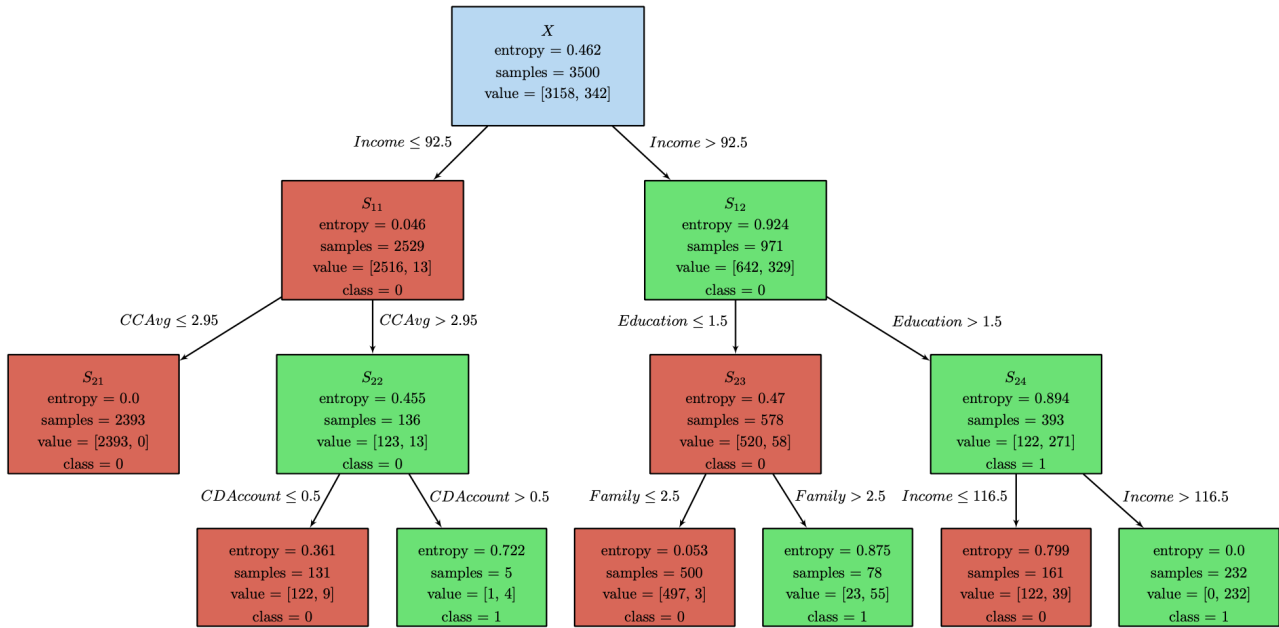 X
entropy = 0.462
samples = 3500
value = [3158, 342]
Income ≤ 92.5
Income > 92.5
S₁₁
entropy = 0.046
samples = 2529
value = [2516, 13]
class = 0
S₁₂
entropy = 0.924
samples = 971
value = [642, 329]
class = 0
CCAvg ≤ 2.95
CCAvg > 2.95
Education ≤ 1.5
Education > 1.5
S₂₁
entropy = 0.0
samples = 2393
value = [2393, 0]
class = 0
S₂₂
entropy = 0.455
samples = 136
value = [123, 13]
class = 0
S₂₃
entropy = 0.47
samples = 578
value = [520, 58]
class = 0
S₂₄
entropy = 0.894
samples = 393
value = [122, 271]
class = 1
CDAccount ≤ 0.5
CDAccount > 0.5
Family ≤ 2.5
Family > 2.5
Income ≤ 116.5
Income > 116.5
entropy = 0.361
samples = 131
value = [122, 9]
class = 0
entropy = 0.722
samples = 5
value = [1, 4]
class = 1
entropy = 0.053
samples = 500
value = [497, 3]
class = 0
entropy = 0.875
samples = 78
value = [23, 55]
class = 1
entropy = 0.799
samples = 161
value = [122, 39]
class = 0
entropy = 0.0
samples = 232
value = [0, 232]
class = 1